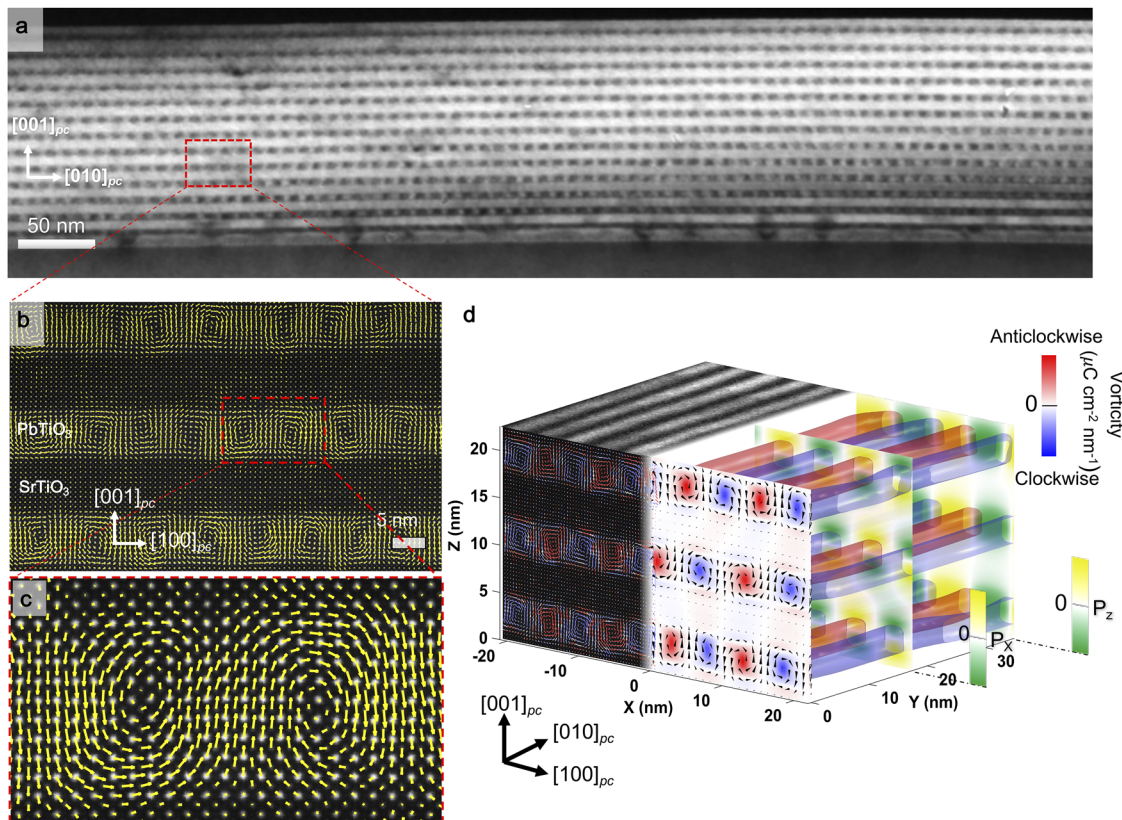 a
[001]pc
[010]pc
50 nm
b
PbTiO3
SrTiO3
[001]pc
[100]pc
5 nm
c
d
Anticlockwise
0
Clockwise
Vorticity
(μC cm-2 nm-1)
Z (nm)
20
15
10
5
0
-20
-10
0
10
20
X (nm)
0
10
20
30
Y (nm)
0
Px
0
Pz
[001]pc
[010]pc
[100]pc